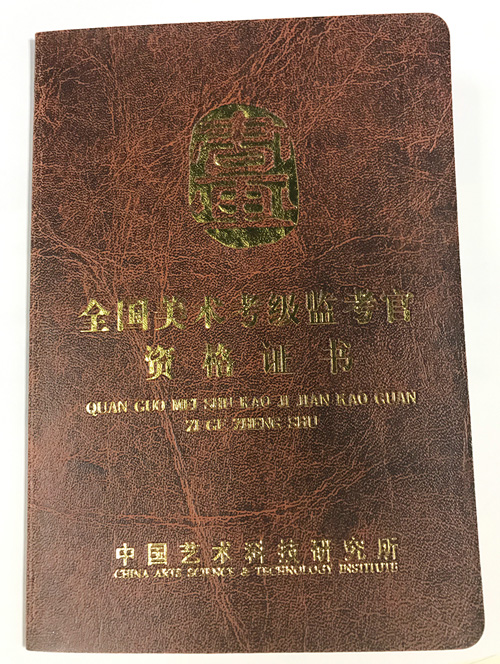 全国美术考级监考官
资格证书
QUAN GUO MEI SHU KAO JI JIAN KAO GUAN
ZI GE ZHENG SHU
中国艺术科技研究所
CHINA ARTS SCIENCE & TECHNOLOGY INSTITUTE